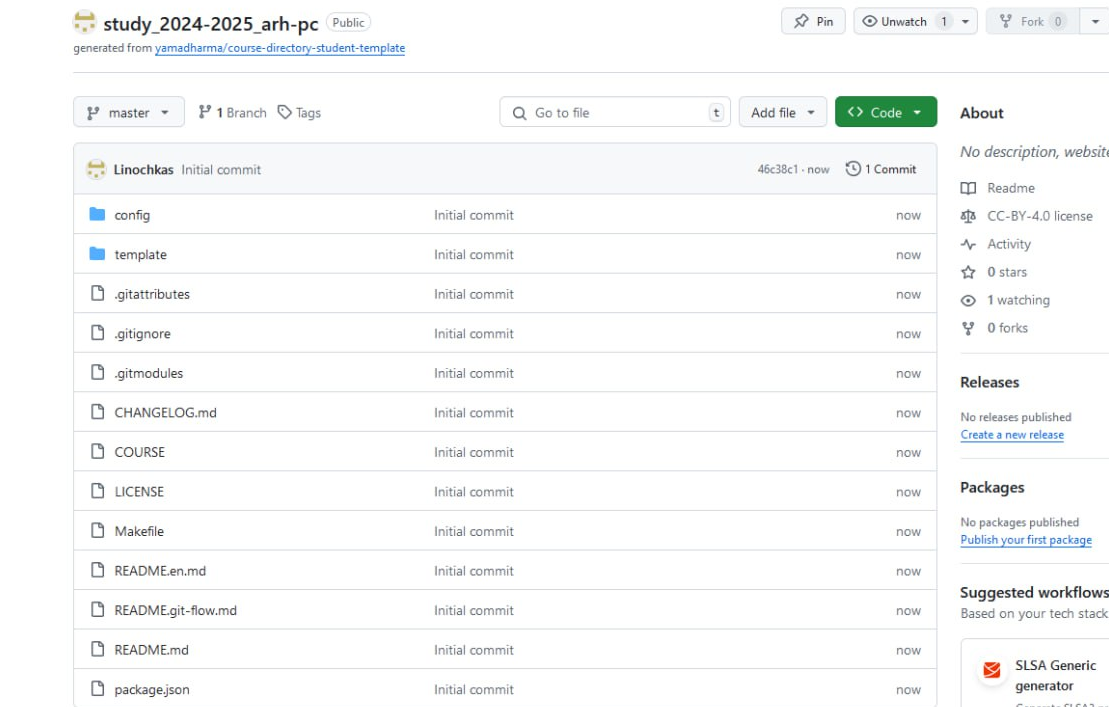 study_2024-2025_arh-pc Public
Pin
Unwatch 1
Fork 0
generated from yamadharma/course-directory-student-template
master
1 Branch
Tags
Go to file
t
Add file
Code
Linochkas Initial commit 46c38c1 · now 1 Commit
config Initial commit now
template Initial commit now
.gitattributes Initial commit now
.gitignore Initial commit now
.gitmodules Initial commit now
CHANGELOG.md Initial commit now
COURSE Initial commit now
LICENSE Initial commit now
Makefile Initial commit now
README.en.md Initial commit now
README.git-flow.md Initial commit now
README.md Initial commit now
package.json Initial commit now
About
No description, website
Readme
CC-BY-4.0 license
Activity
0 stars
1 watching
0 forks
Releases
No releases published
Create a new release
Packages
No packages published
Publish your first package
Suggested workflows
Based on your tech stack
SLSA Generic
generator